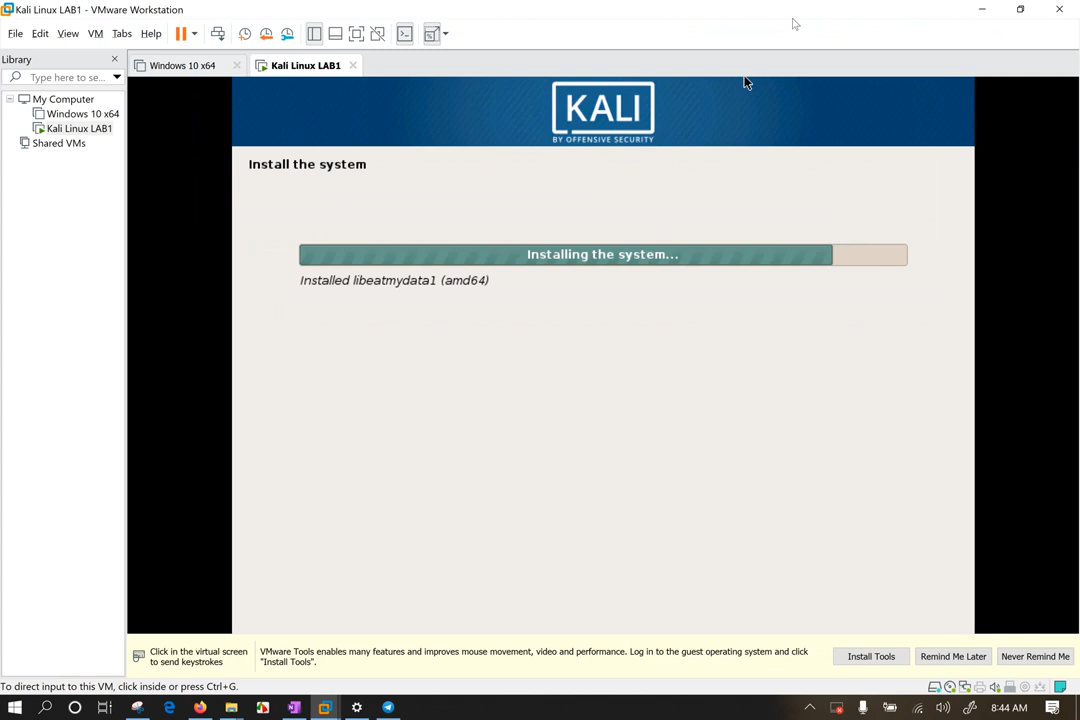 Kali Linux LAB1 - VMware Workstation
File Edit View VM Tabs Help
Library
Type here to se...
My Computer
Windows 10 x64
Kali Linux LAB1
Shared VMs
Windows 10 x64
Kali Linux LAB1
KALI
BY OFFENSIVE SECURITY
Install the system
Installing the system...
Installed libeatmydata1 (amd64)
Click in the virtual screen
to send keystrokes
VMware Tools enables many features and improves mouse movement, video and performance. Log in to the guest operating system and click
"Install Tools".
Install Tools
Remind Me Later
Never Remind Me
To direct input to this VM, click inside or press Ctrl+G.
8:44 AM